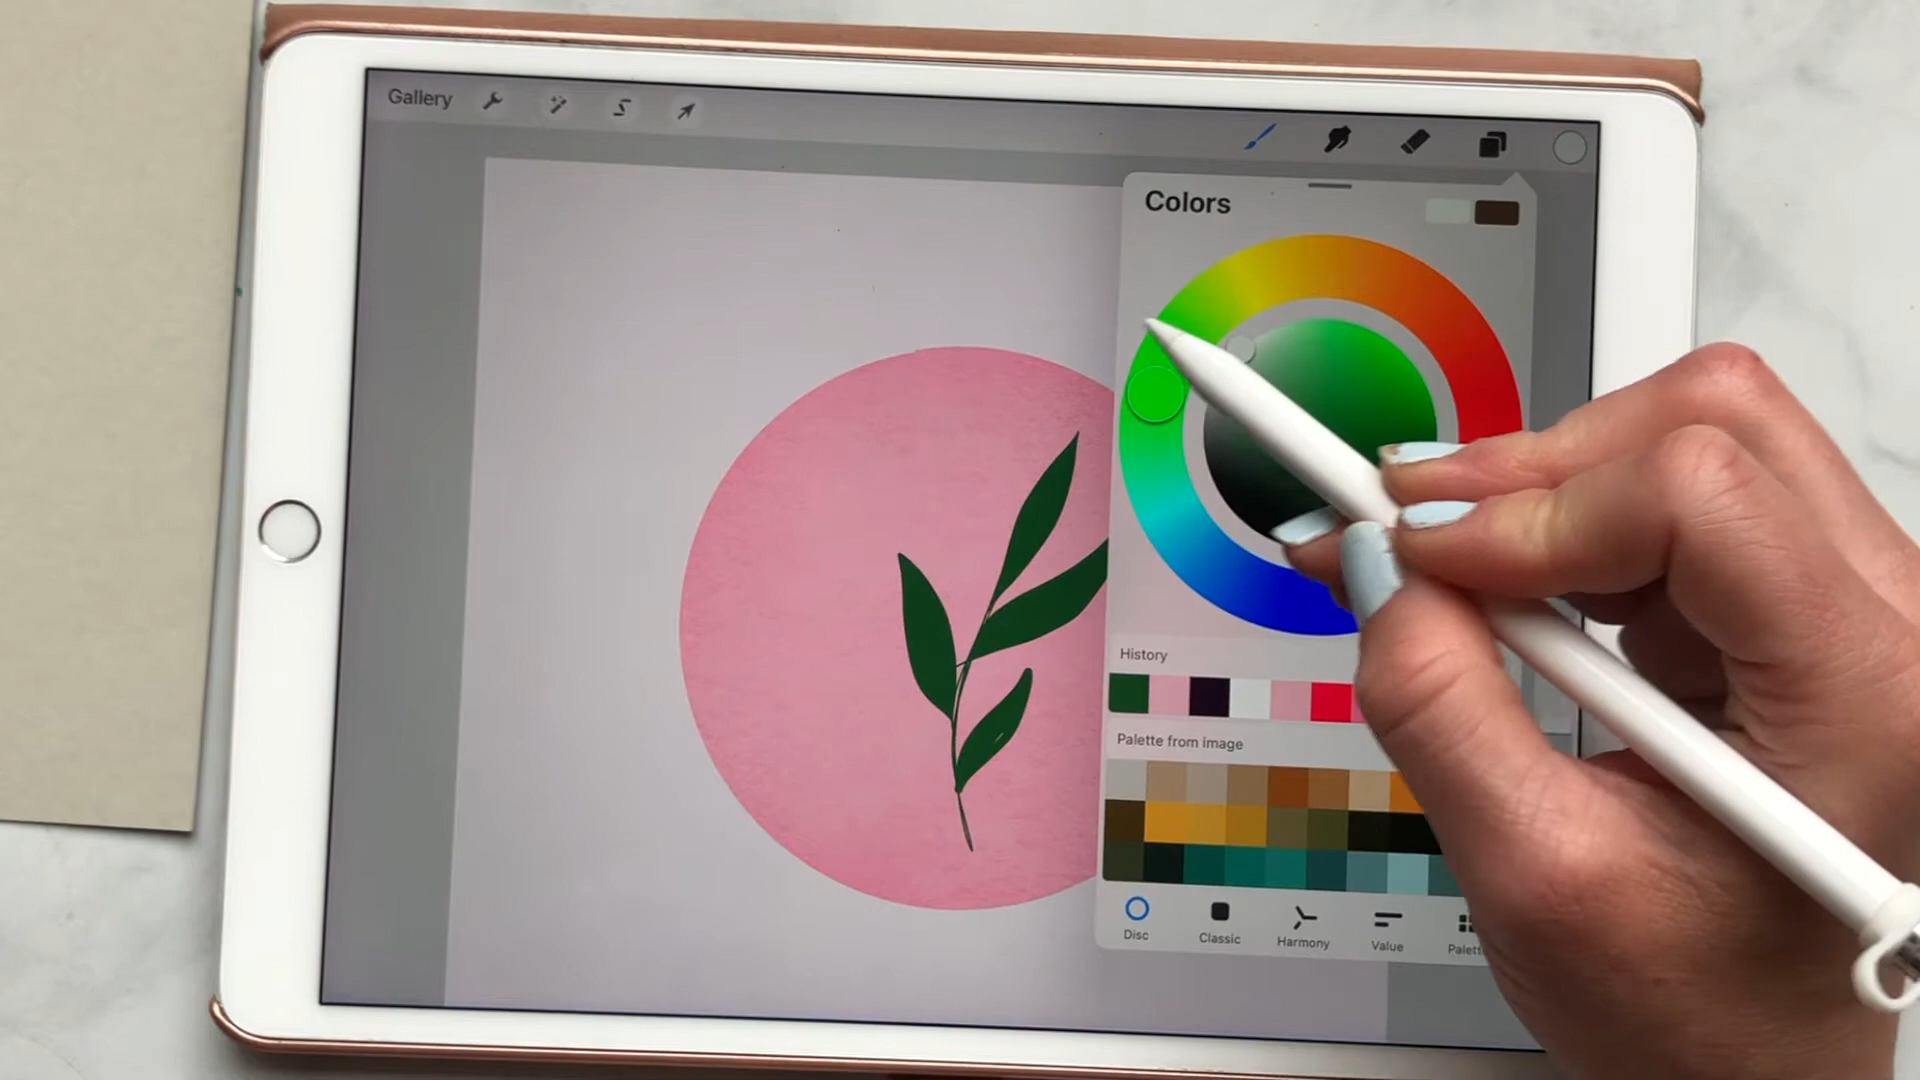 Gallery
Colors
History
Palette from image
Disc
Classic
Harmony
Value